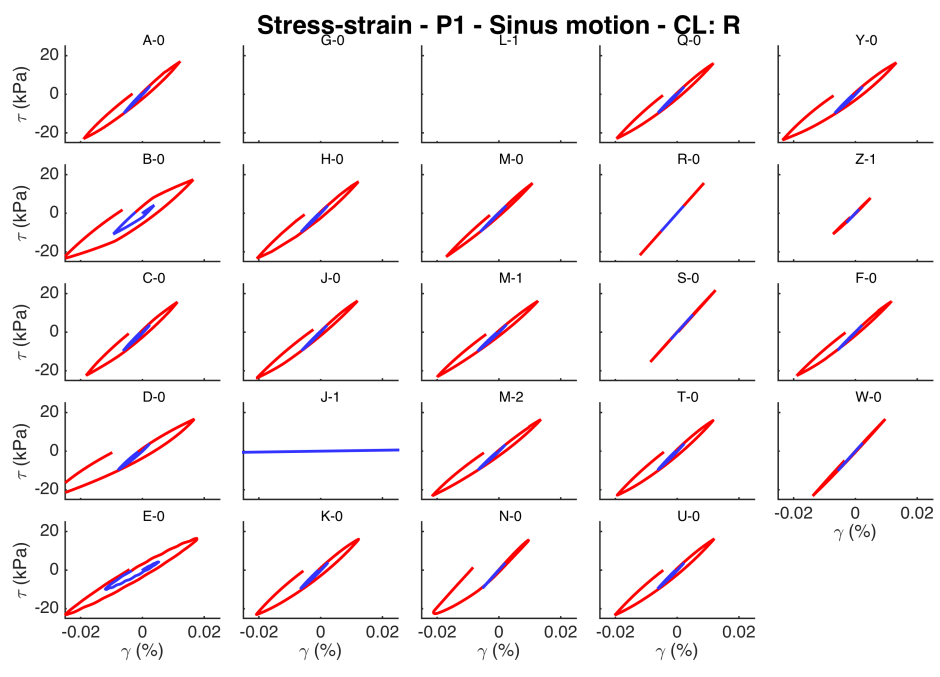 Stress-strain - P1 - Sinus motion - CL: R
A-0 G-0 L-1 Q-0 Y-0
20
0
-20
τ (kPa)
B-0 H-0 M-0 R-0 Z-1
20
0
-20
τ (kPa)
C-0 J-0 M-1 S-0 F-0
20
0
-20
τ (kPa)
D-0 J-1 M-2 T-0 W-0
20
0
-20
τ (kPa)
-0.02 0 0.02
γ (%)
E-0 K-0 N-0 U-0
20
0
-20
τ (kPa)
-0.02 0 0.02 -0.02 0 0.02 -0.02 0 0.02 -0.02 0 0.02
γ (%) γ (%) γ (%) γ (%)